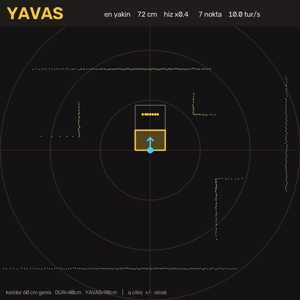 YAVAS
en yakin 72 cm hiz x0.4 7 nokta 10.0 tur/s
koridor 60 cm genis DUR<40cm YAVAS<90cm | q cikis +/- olcek